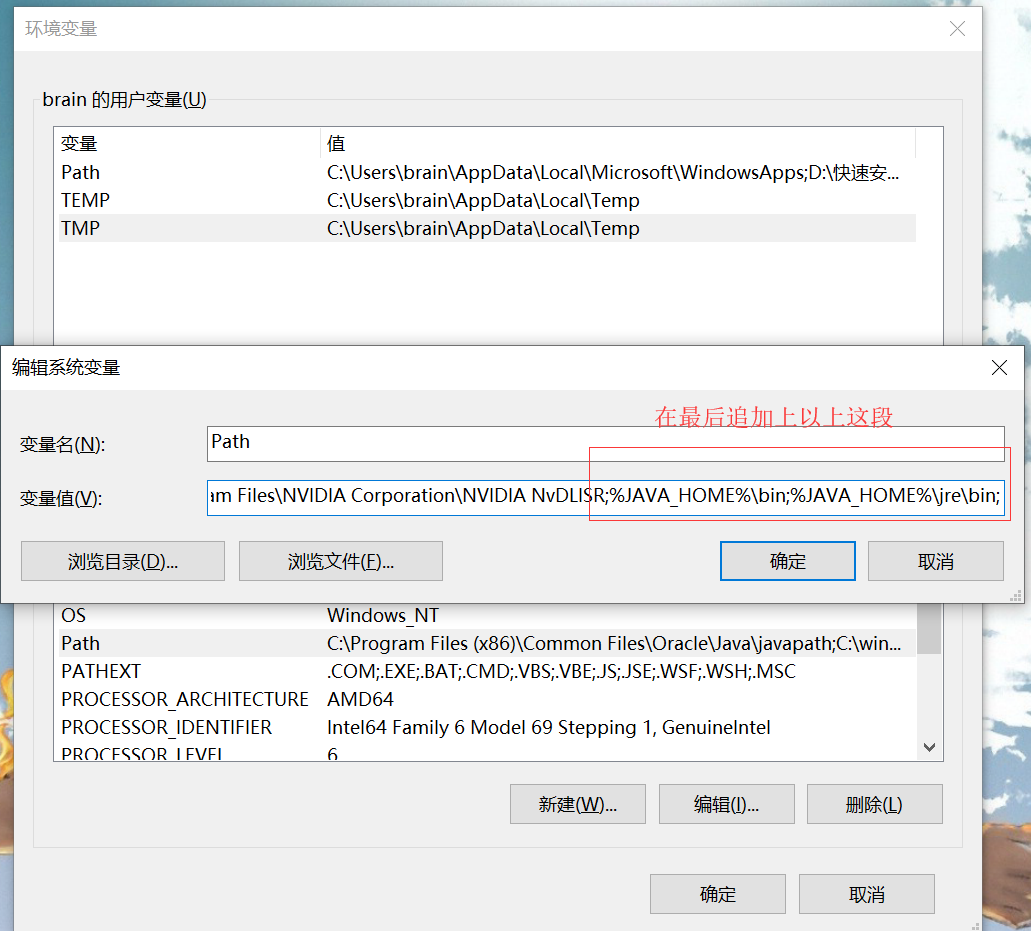 环境变量
brain 的用户变量(U)
变量 值
Path C:\Users\brain\AppData\Local\Microsoft\WindowsApps;D:\快速安...
TEMP C:\Users\brain\AppData\Local\Temp
TMP C:\Users\brain\AppData\Local\Temp
编辑系统变量
在最后追加上以上这段
变量名(N): Path
变量值(V): am Files\NVIDIA Corporation\NVIDIA NvDLISR;%JAVA_HOME%\bin;%JAVA_HOME%\jre\bin;
浏览目录(D)... 浏览文件(F)... 确定 取消
OS Windows_NT
Path C:\Program Files (x86)\Common Files\Oracle\Java\javapath;C:\win...
PATHEXT .COM;.EXE;.BAT;.CMD;.VBS;.VBE;.JS;.JSE;.WSF;.WSH;.MSC
PROCESSOR_ARCHITECTURE AMD64
PROCESSOR_IDENTIFIER Intel64 Family 6 Model 69 Stepping 1, GenuineIntel
PROCESSOR_LEVEL 6
新建(W)... 编辑(I)... 删除(L)
确定 取消